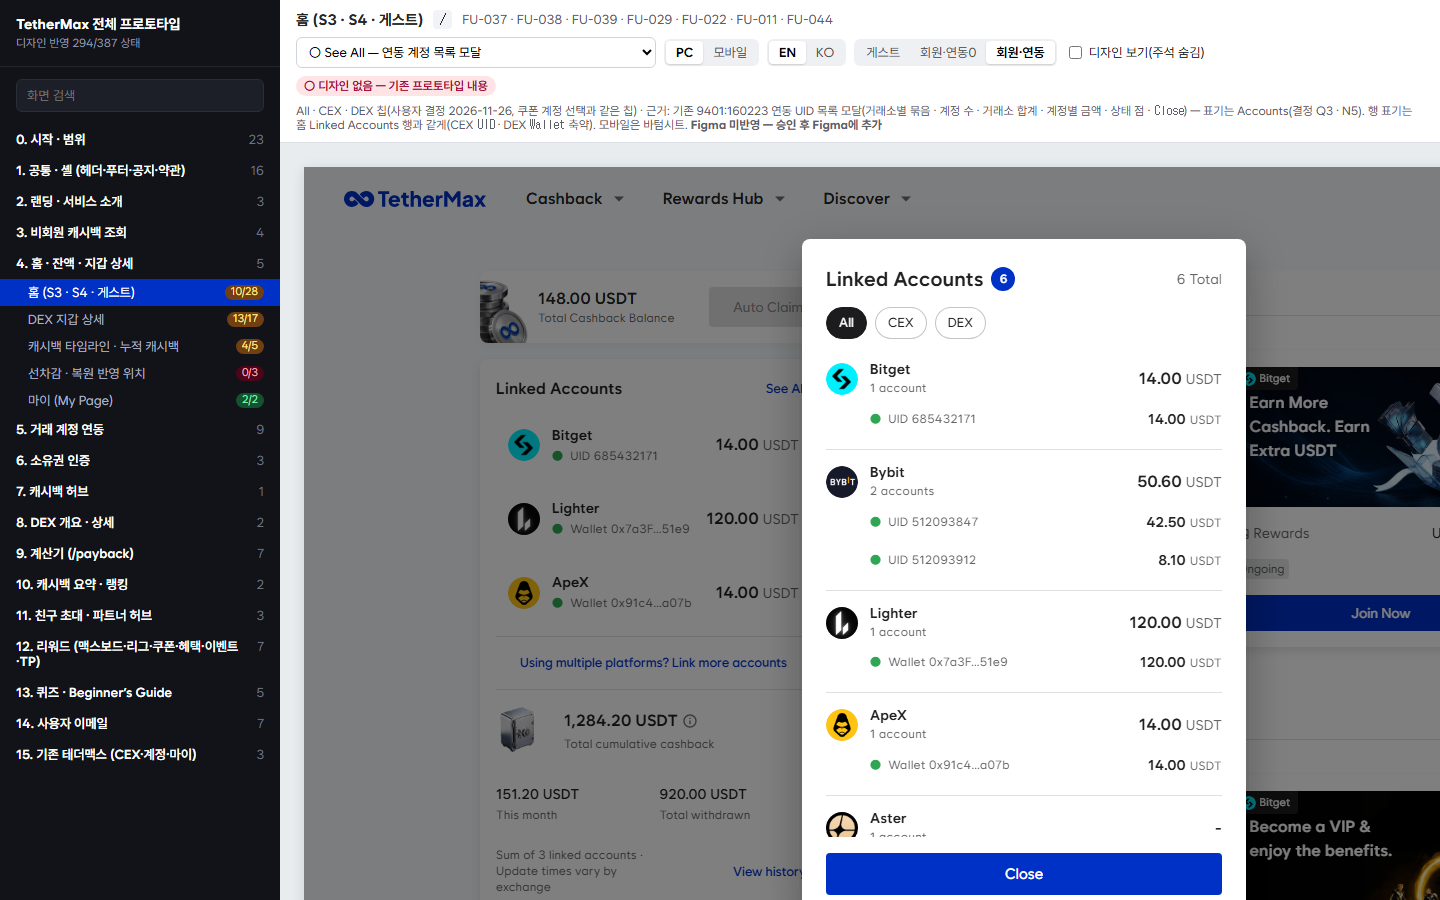 TetherMax 전체 프로토타입
디자인 반영 294/387 상태
화면 검색
0. 시작 · 범위 23
1. 공통 · 셸 (헤더·푸터·공지·약관) 16
2. 랜딩 · 서비스 소개 3
3. 비회원 캐시백 조회 4
4. 홈 · 잔액 · 지갑 상세 5
홈 (S3 · S4 · 게스트) 10/28
DEX 지갑 상세 13/17
캐시백 타임라인 · 누적 캐시백 4/5
선차감 · 복원 반영 위치 0/3
마이 (My Page) 2/2
5. 거래 계정 연동 9
6. 소유권 인증 3
7. 캐시백 허브 1
8. DEX 개요 · 상세 2
9. 계산기 (/payback) 7
10. 캐시백 요약 · 랭킹 2
11. 친구 초대 · 파트너 허브 3
12. 리워드 (맥스보드·리그·쿠폰·혜택·이벤트 7
·TP)
13. 퀴즈 · Beginner's Guide 5
14. 사용자 이메일 7
15. 기존 테더맥스 (CEX·계정·마이) 3
홈 (S3 · S4 · 게스트) / FU-037 · FU-038 · FU-039 · FU-029 · FU-022 · FU-011 · FU-044
○ See All — 연동 계정 목록 모달 PC 모바일 EN KO 게스트 회원·연동0 회원·연동 디자인 보기(주석 숨김)
○ 디자인 없음 — 기존 프로토타입 내용
All · CEX · DEX 칩(사용자 결정 2026-11-26, 쿠폰 계정 선택과 같은 칩) · 근거: 기존 9401:160223 연동 UID 목록 모달(거래소별 묶음 · 계정 수 · 거래소 합계 · 계정별 금액 · 상태 점 · Close) — 표기는 Accounts(결정 Q3 · N5). 행 표기는
홈 Linked Accounts 행과 같게(CEX UID · DEX Wallet 축약). 모바일은 바텀시트. Figma 미반영 — 승인 후 Figma에 추가
TetherMax Cashback Rewards Hub Discover
148.00 USDT
Total Cashback Balance
Auto Claim
Linked Accounts See Al
Bitget
UID 685432171
14.00 USDT
Lighter
Wallet 0x7a3F...51e9
120.00 USDT
ApeX
Wallet 0x91c4...a07b
14.00 USDT
Using multiple platforms? Link more accounts
1,284.20 USDT
Total cumulative cashback
151.20 USDT 920.00 USDT
This month Total withdrawn
Sum of 3 linked accounts ·
Update times vary by
exchange
View history
Linked Accounts 6 6 Total
All CEX DEX
Bitget
1 account
14.00 USDT
UID 685432171 14.00 USDT
BYBIT
Bybit
2 accounts
50.60 USDT
UID 512093847 42.50 USDT
UID 512093912 8.10 USDT
Lighter
1 account
120.00 USDT
Wallet 0x7a3F...51e9 120.00 USDT
ApeX
1 account
14.00 USDT
Wallet 0x91c4...a07b 14.00 USDT
Aster
1 account
-
Close
Bitget
Earn More
Cashback. Earn
Extra USDT
Rewards U
ngoing
Join Now
Bitget
Become a VIP &
enjoy the benefits.